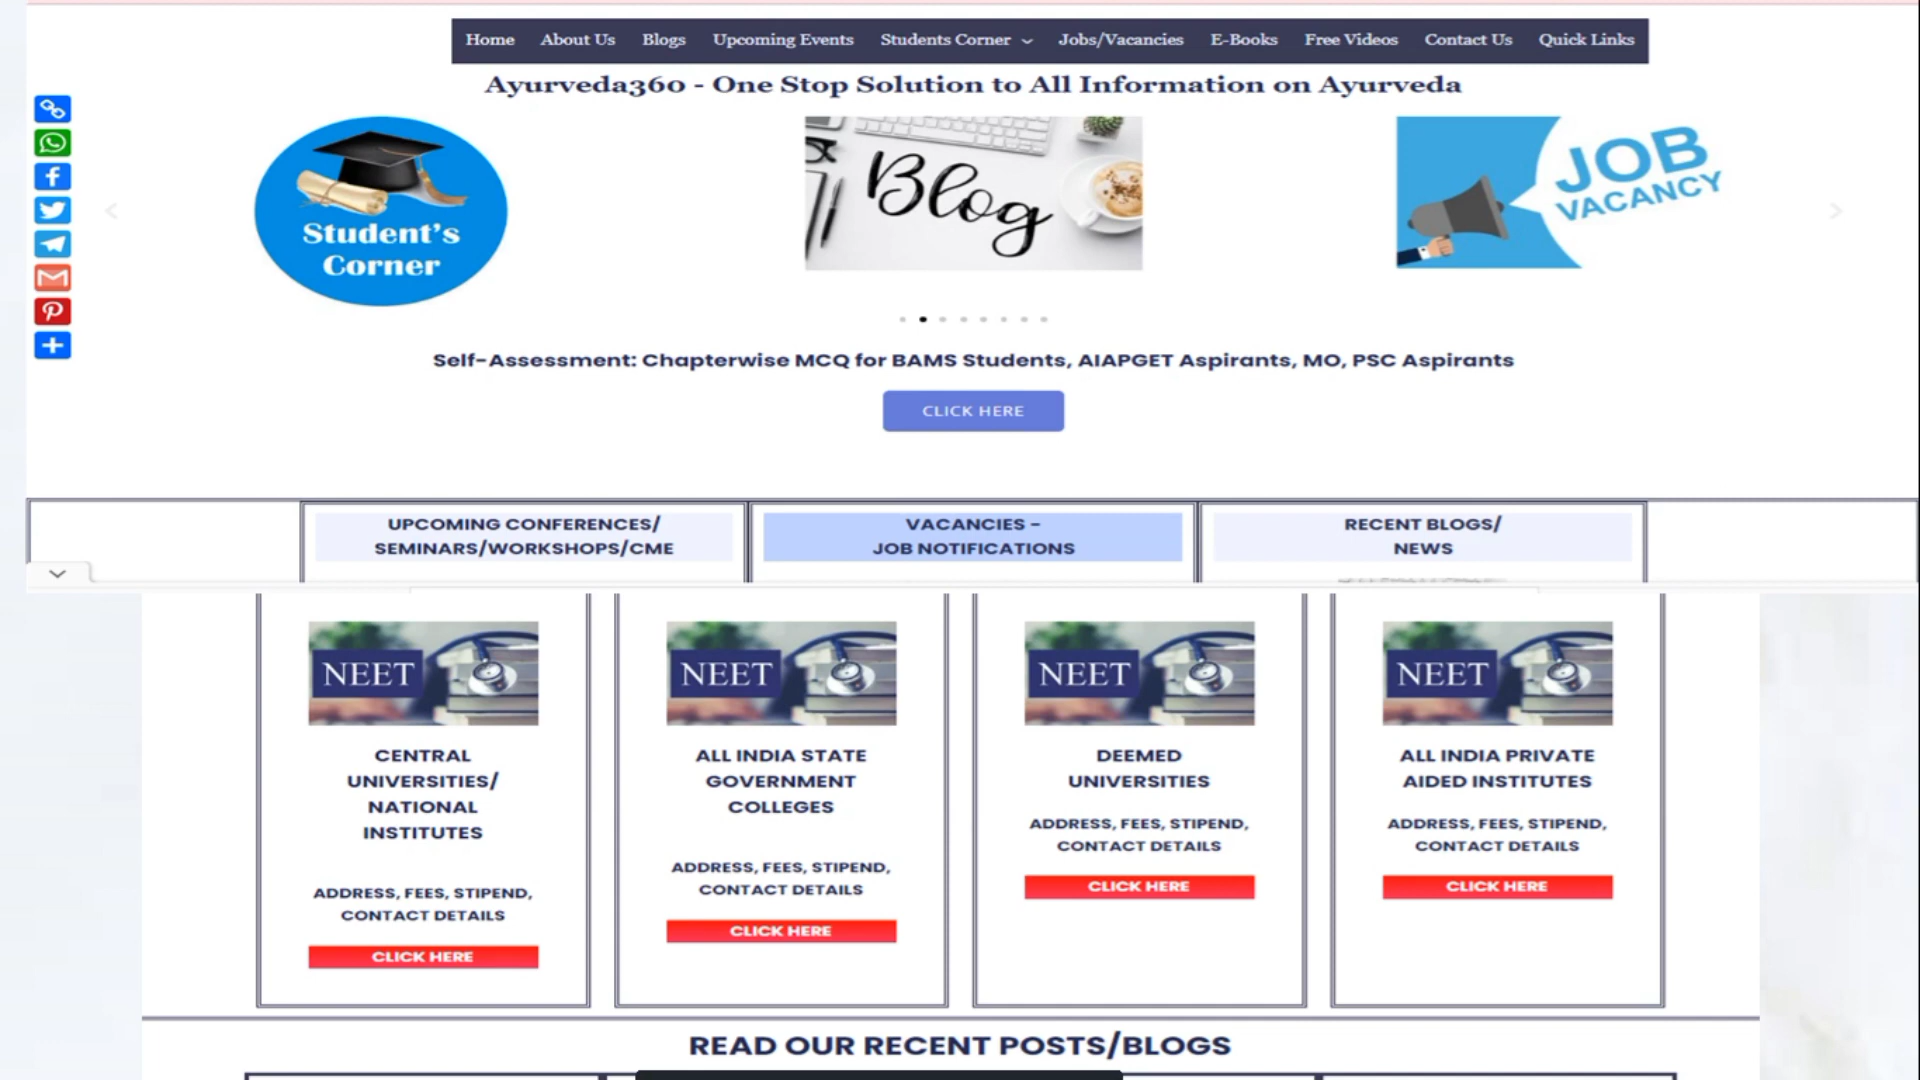 Home About Us Blogs Upcoming Events Students Corner Jobs/Vacancies E-Books Free Videos Contact Us Quick Links
Ayurveda360 - One Stop Solution to All Information on Ayurveda
Student's
Corner
Blog
JOB
VACANCY
Self-Assessment: Chapterwise MCQ for BAMS Students, AIAPGET Aspirants, MO, PSC Aspirants
CLICK HERE
UPCOMING CONFERENCES/
SEMINARS/WORKSHOPS/CME
VACANCIES -
JOB NOTIFICATIONS
RECENT BLOGS/
NEWS
NEET
CENTRAL
UNIVERSITIES/
NATIONAL
INSTITUTES
ADDRESS, FEES, STIPEND,
CONTACT DETAILS
CLICK HERE
NEET
ALL INDIA STATE
GOVERNMENT
COLLEGES
ADDRESS, FEES, STIPEND,
CONTACT DETAILS
CLICK HERE
NEET
DEEMED
UNIVERSITIES
ADDRESS, FEES, STIPEND,
CONTACT DETAILS
CLICK HERE
NEET
ALL INDIA PRIVATE
AIDED INSTITUTES
ADDRESS, FEES, STIPEND,
CONTACT DETAILS
CLICK HERE
READ OUR RECENT POSTS/BLOGS